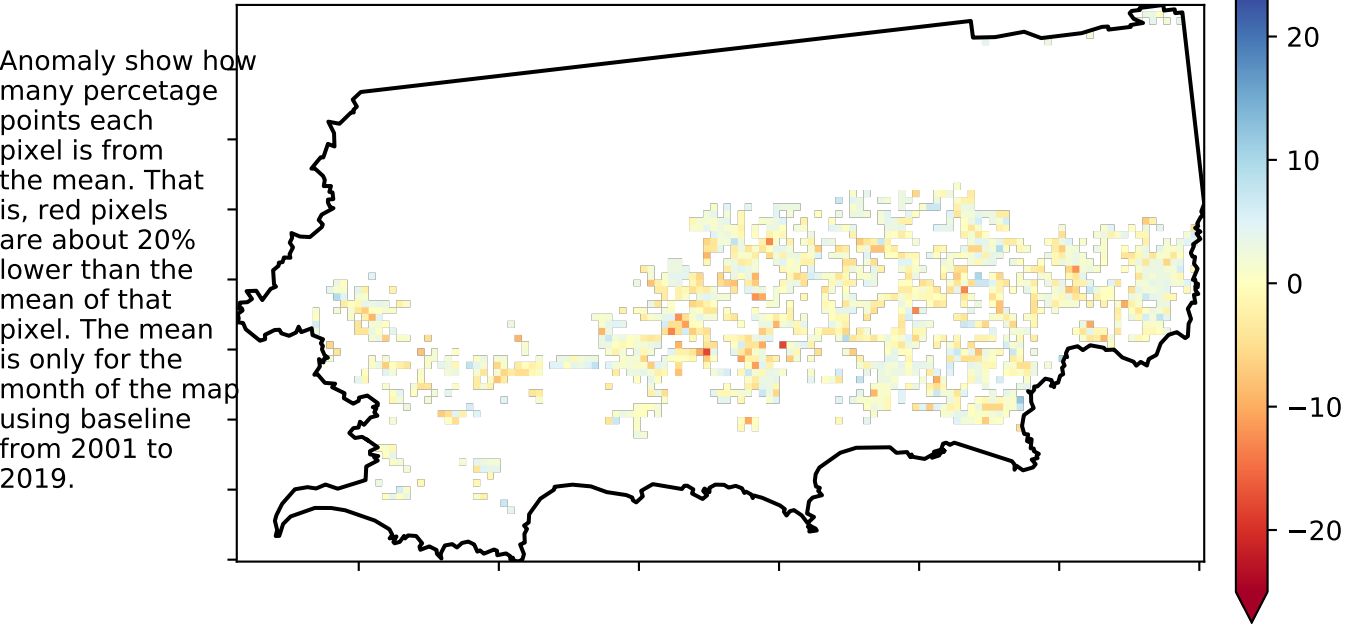 Anomaly show how
many percetage
points each
pixel is from
the mean. That
is, red pixels
are about 20%
lower than the
mean of that
pixel. The mean
is only for the
month of the map
using baseline
from 2001 to
2019.
20
10
0
−10
−20